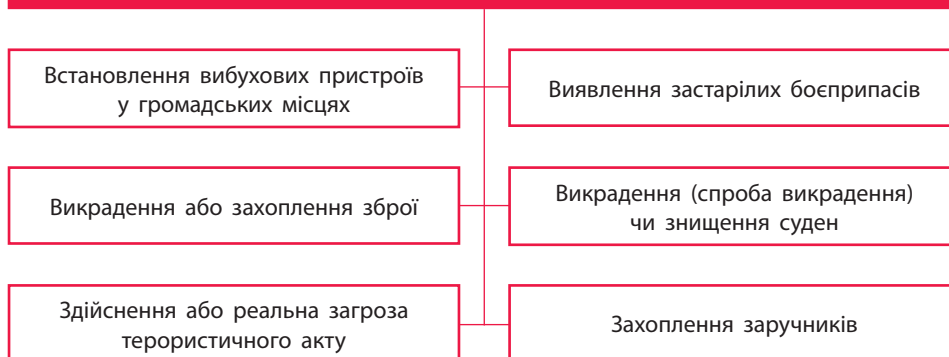 Встановлення вибухових пристроїв
у громадських місцях
Виявлення застарілих боєприпасів
Викрадення або захоплення зброї
Викрадення (спроба викрадення)
чи знищення суден
Здійснення або реальна загроза
терористичного акту
Захоплення заручників